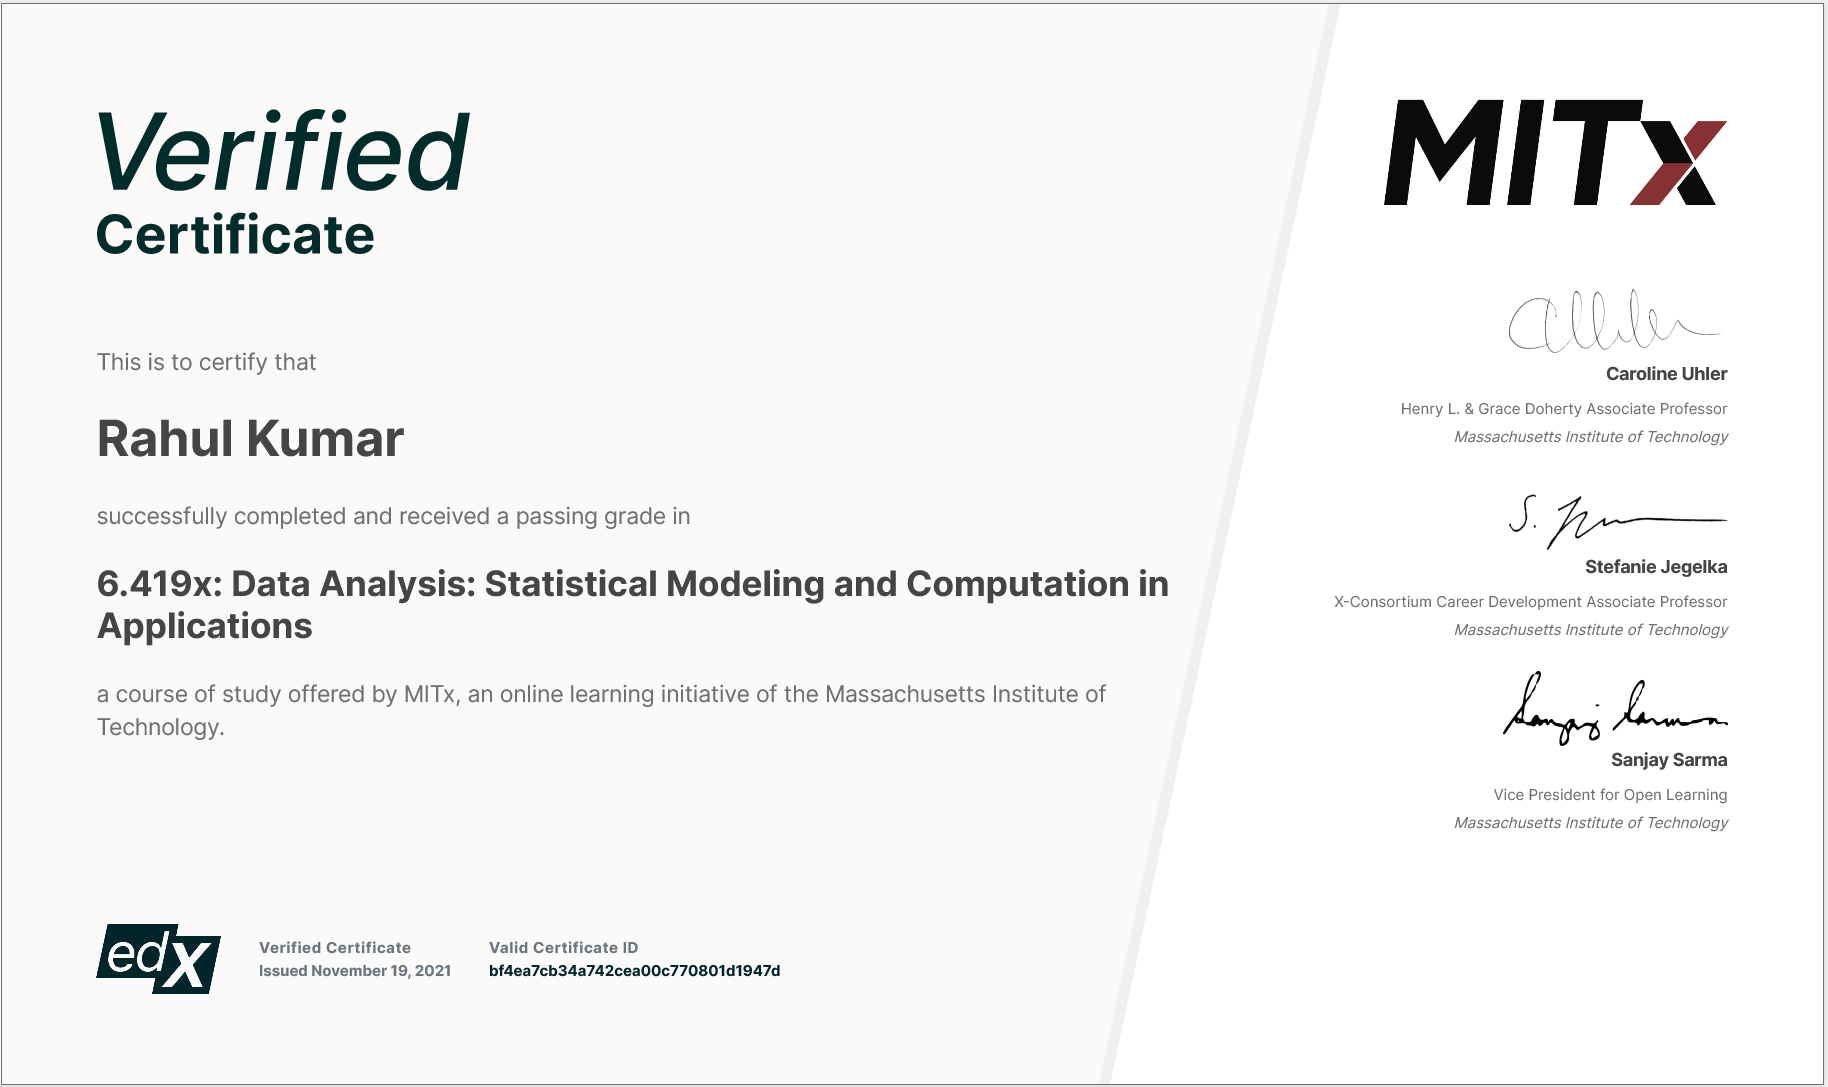 Verified
Certificate
This is to certify that
Rahul Kumar
successfully completed and received a passing grade in
6.419x: Data Analysis: Statistical Modeling and Computation in
Applications
a course of study offered by MITx, an online learning initiative of the Massachusetts Institute of
Technology.
edX
Verified Certificate
Issued November 19, 2021
Valid Certificate ID
bf4ea7cb34a742cea00c770801d1947d
MITx
Caroline Uhler
Henry L. & Grace Doherty Associate Professor
Massachusetts Institute of Technology
Stefanie Jegelka
X-Consortium Career Development Associate Professor
Massachusetts Institute of Technology
Sanjay Sarma
Sanjay Sarma
Vice President for Open Learning
Massachusetts Institute of Technology